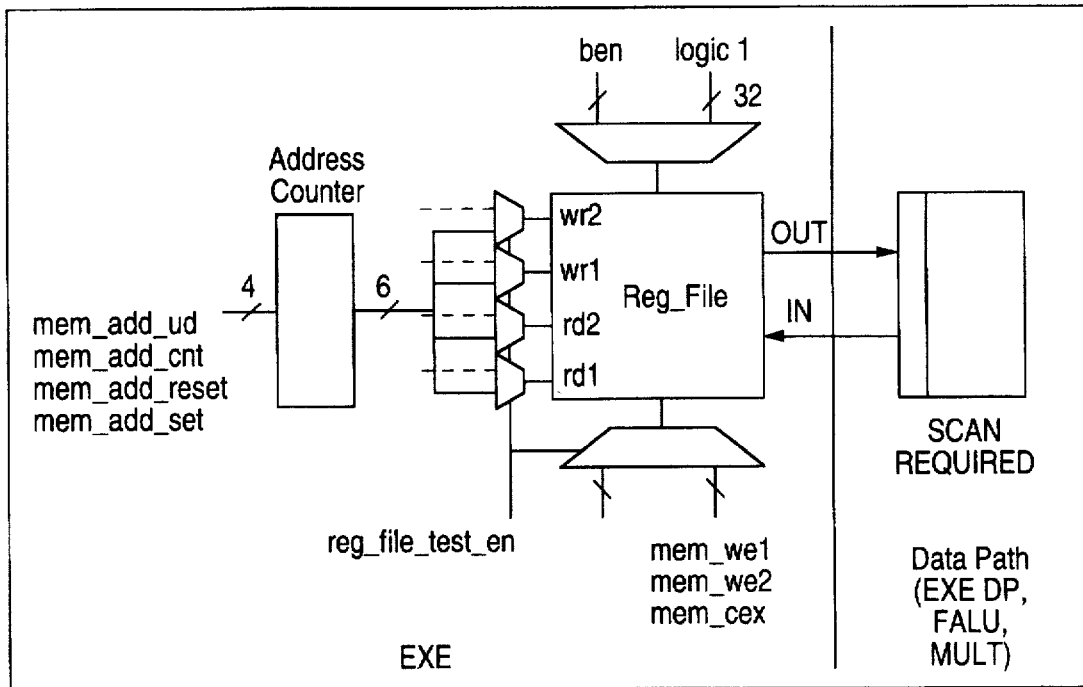 ben
logic 1
32
Address
Counter
4
6
mem_add_ud
mem_add_cnt
mem_add_reset
mem_add_set
wr2
wr1
rd2
rd1
Reg_File
OUT
IN
SCAN
REQUIRED
reg_file_test_en
mem_we1
mem_we2
mem_cex
EXE
Data Path
(EXE DP,
FALU,
MULT)